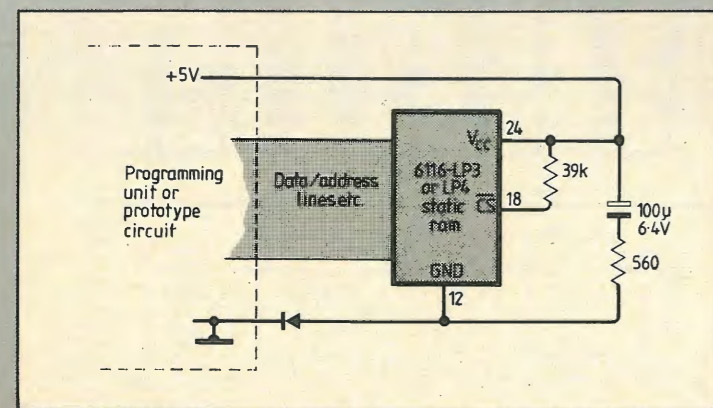 +5V
Programming
unit or
prototype
circuit
Data/address
lines etc.
VCC
24
6116-LP3
or LP4
static
ram
CS
18
GND
12
39k
100μ
6·4V
560